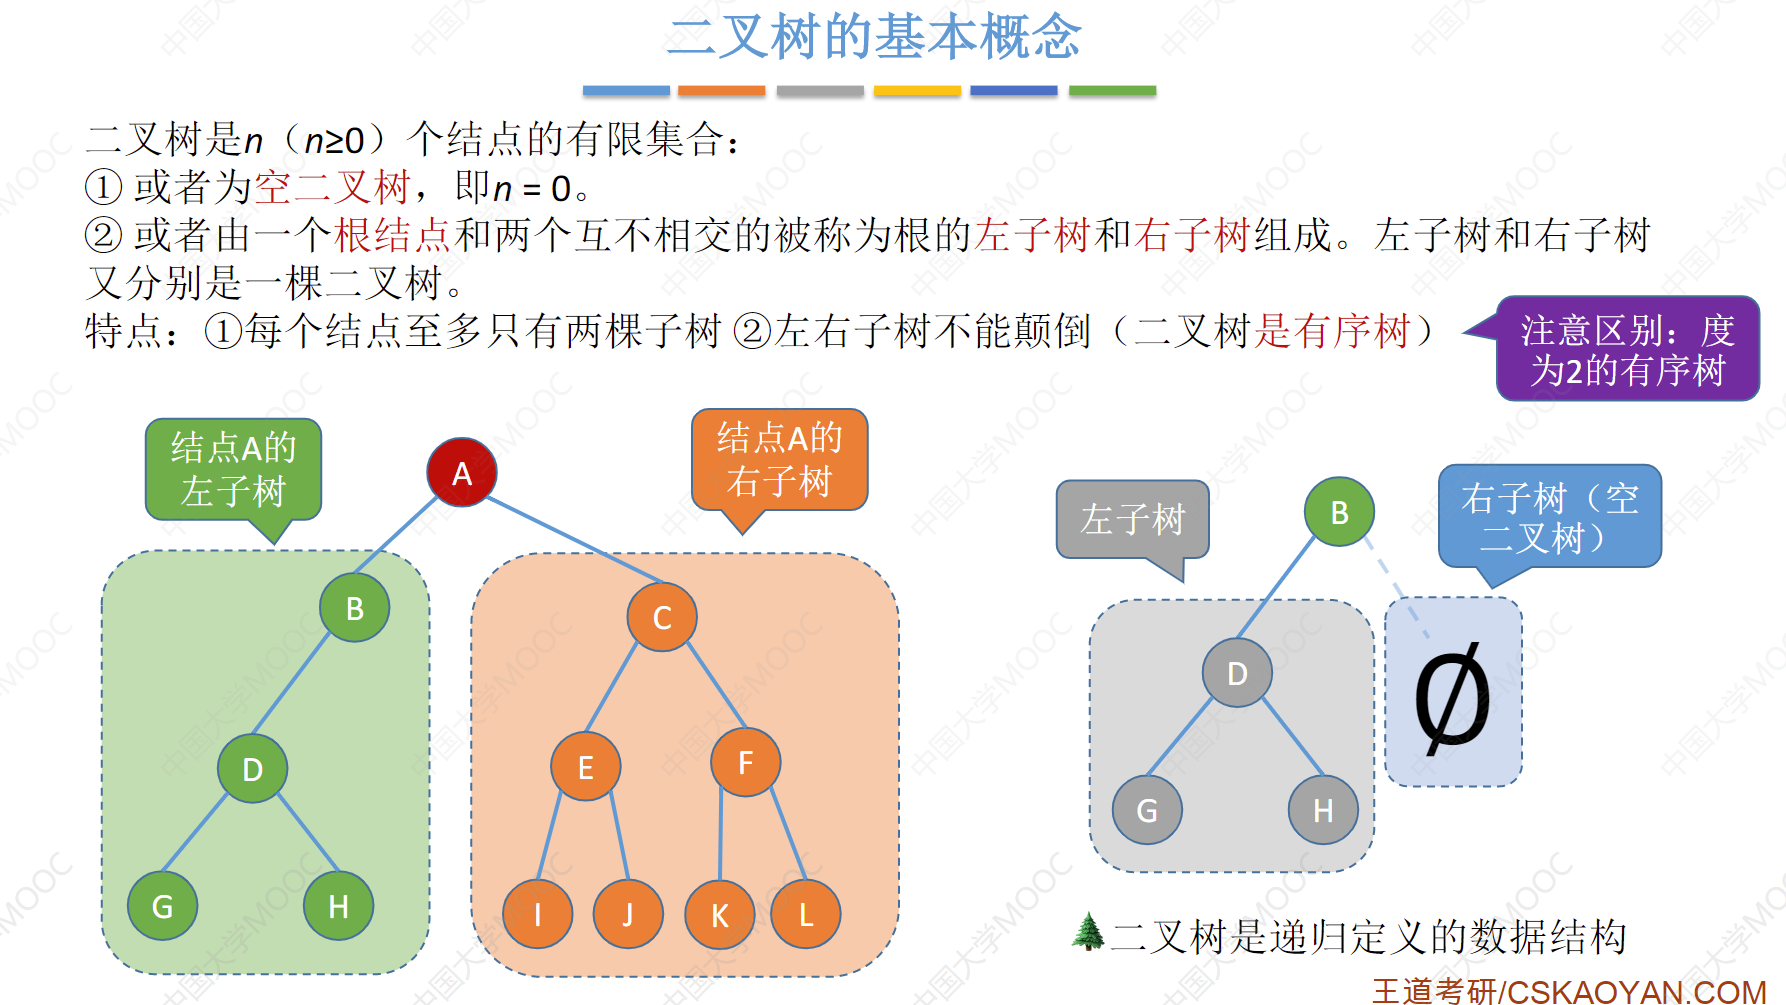 二叉树的基本概念
二叉树是n（n≥0）个结点的有限集合：
① 或者为空二叉树，即n = 0。
② 或者由一个根结点和两个互不相交的被称为根的左子树和右子树组成。左子树和右子树
又分别是一棵二叉树。
特点：①每个结点至多只有两棵子树 ②左右子树不能颠倒（二叉树是有序树）
注意区别：度
为2的有序树
结点A的
左子树
A
结点A的
右子树
B
C
D
E
F
G
H
I
J
K
L
左子树
B
右子树（空
二叉树）
D
Ø
G
H
二叉树是递归定义的数据结构
王道考研/CSKAOYAN.COM
中国大学MOOC